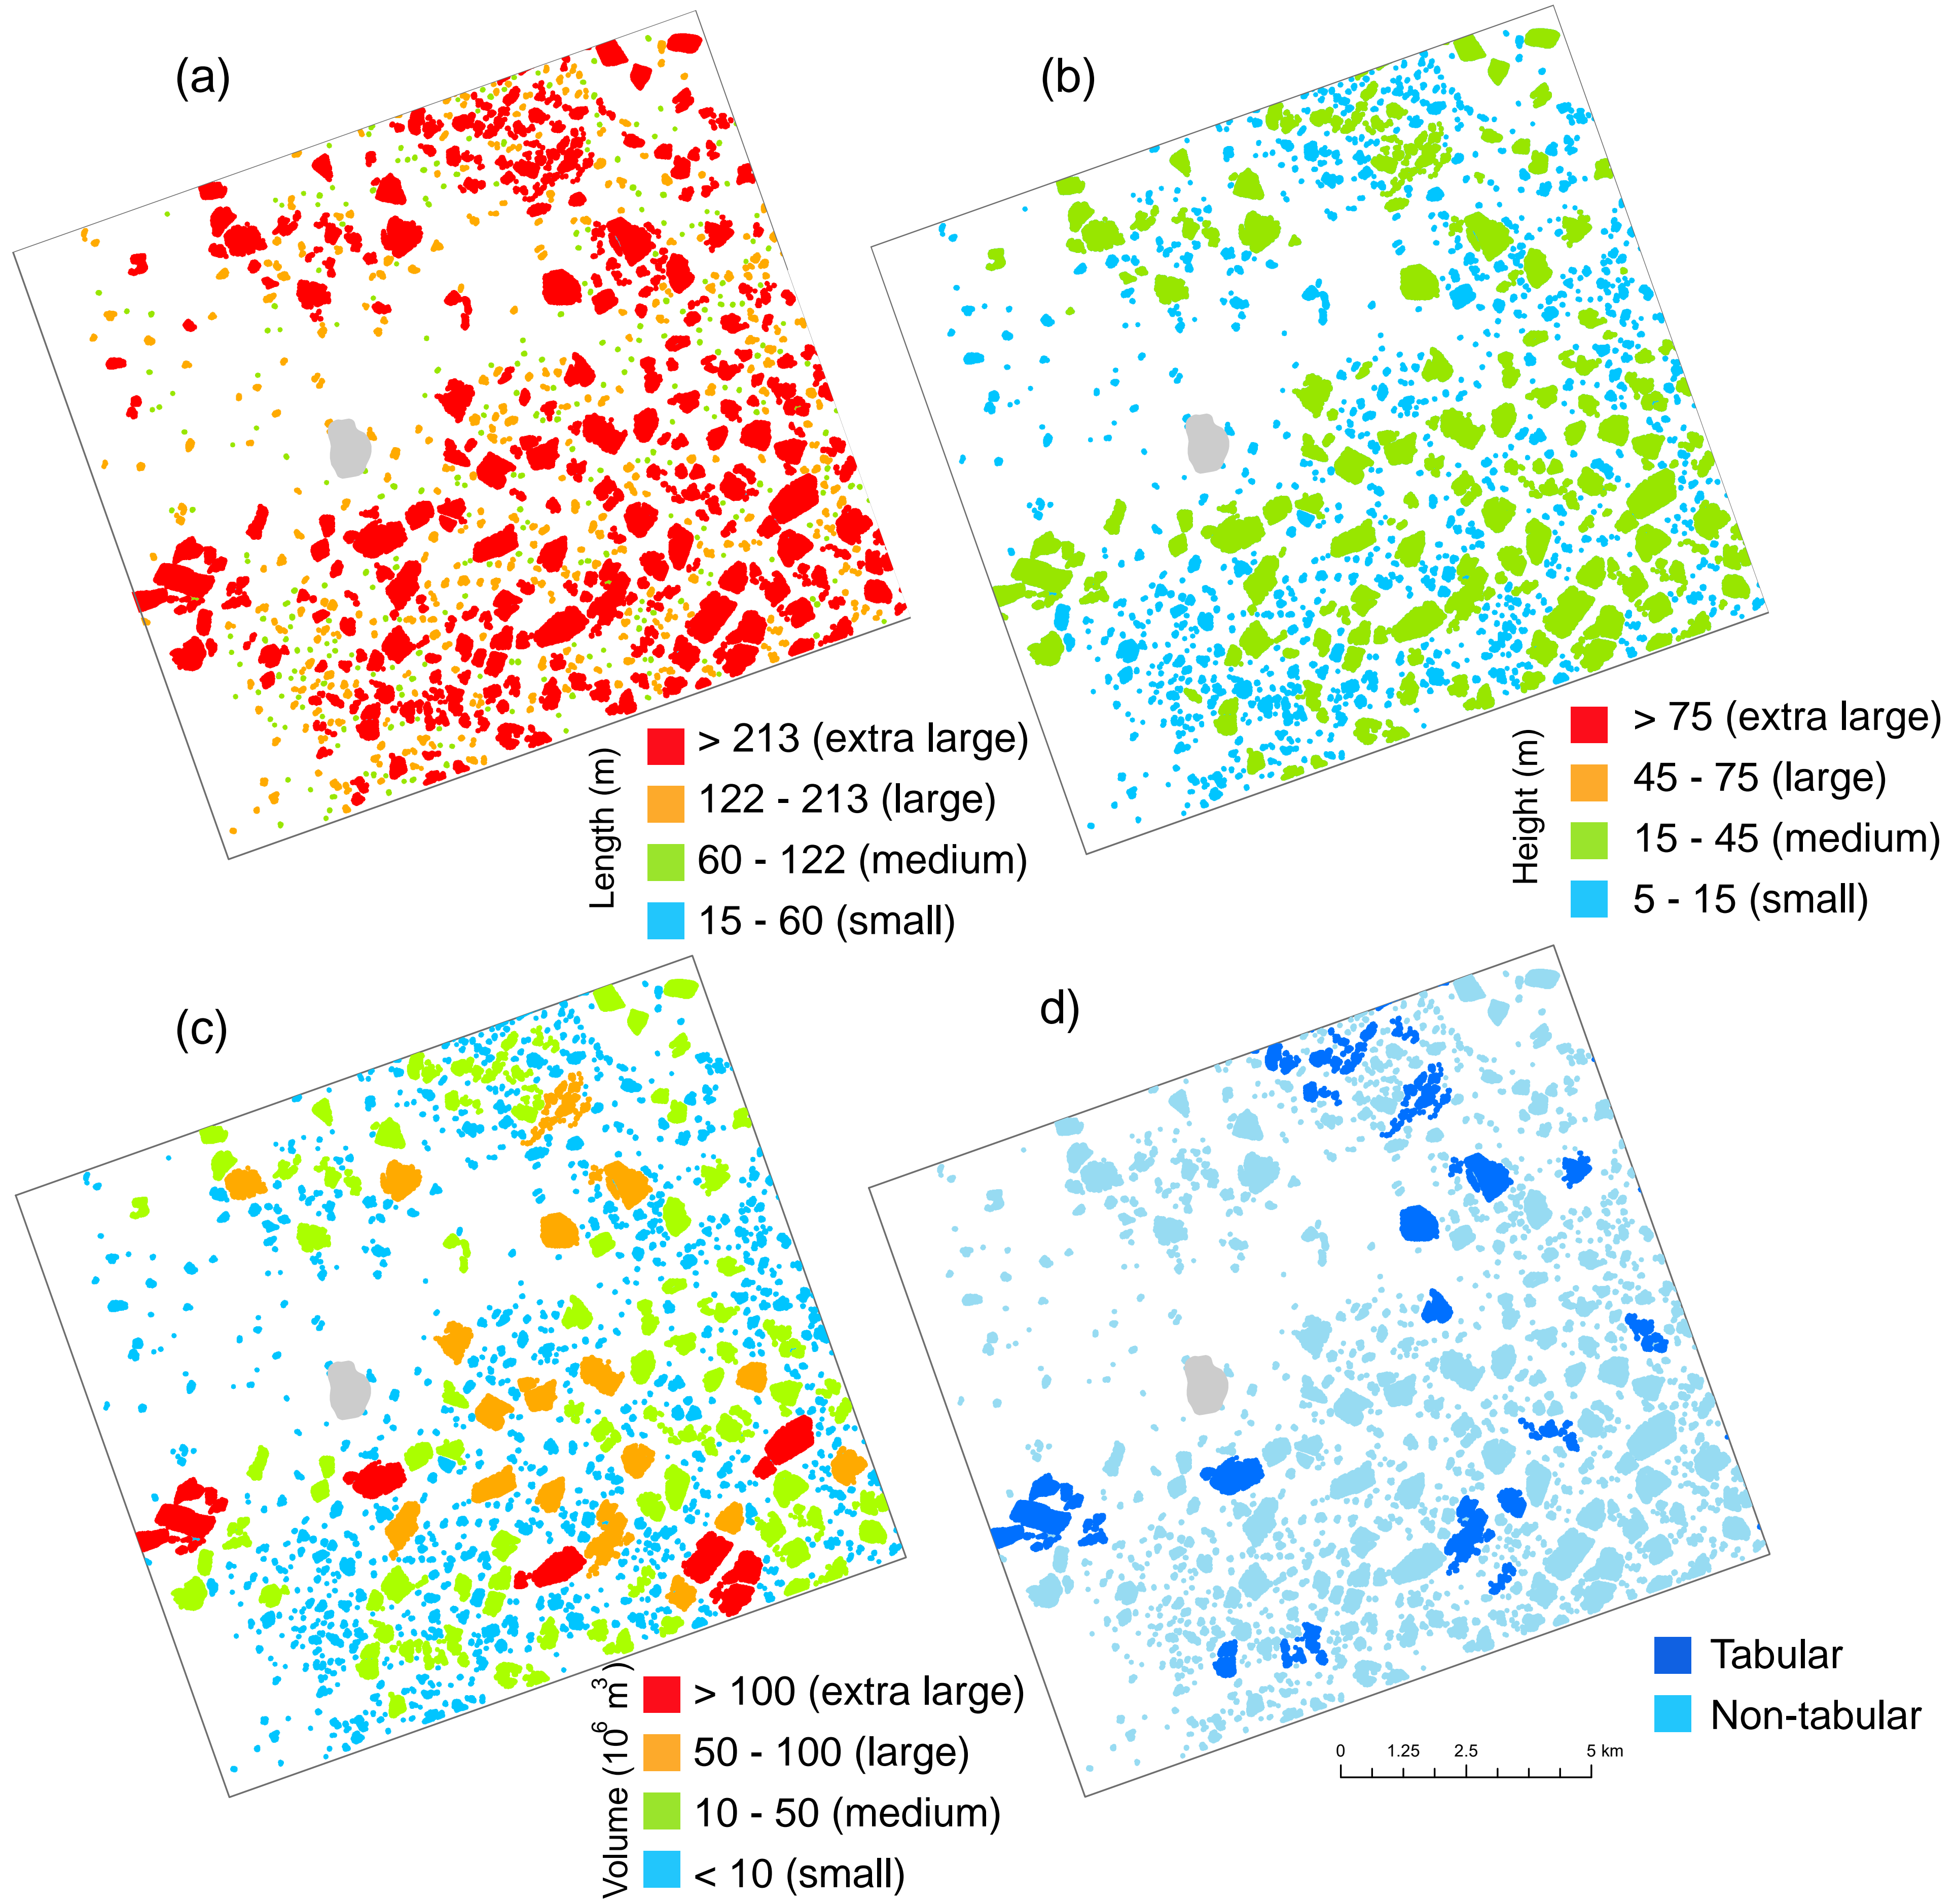 (a)
(b)
Length (m)
> 213 (extra large)
122 - 213 (large)
60 - 122 (medium)
15 - 60 (small)
Height (m)
> 75 (extra large)
45 - 75 (large)
15 - 45 (medium)
5 - 15 (small)
(c)
d)
Volume (10⁶ m³)
> 100 (extra large)
50 - 100 (large)
10 - 50 (medium)
< 10 (small)
Tabular
Non-tabular
0 1.25 2.5 5 km